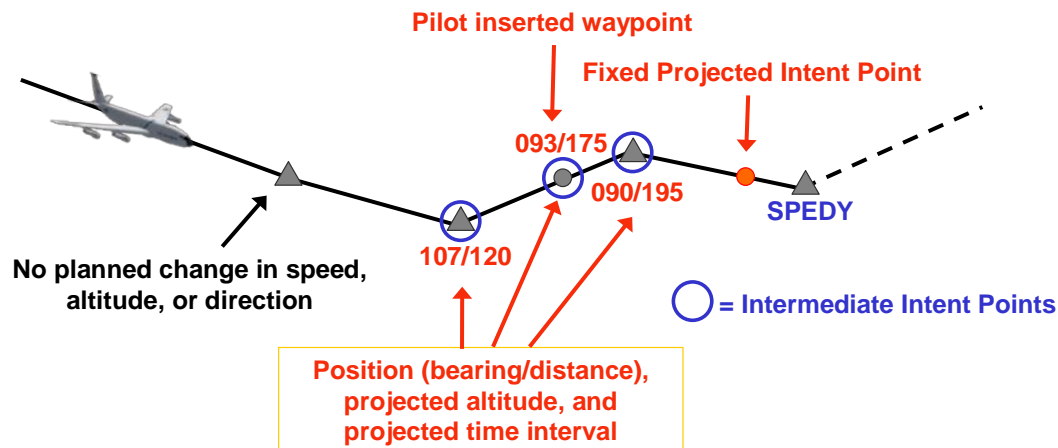 Pilot inserted waypoint
Fixed Projected Intent Point
093/175
090/195
SPEDY
107/120
No planned change in speed,
altitude, or direction
= Intermediate Intent Points
Position (bearing/distance),
projected altitude, and
projected time interval